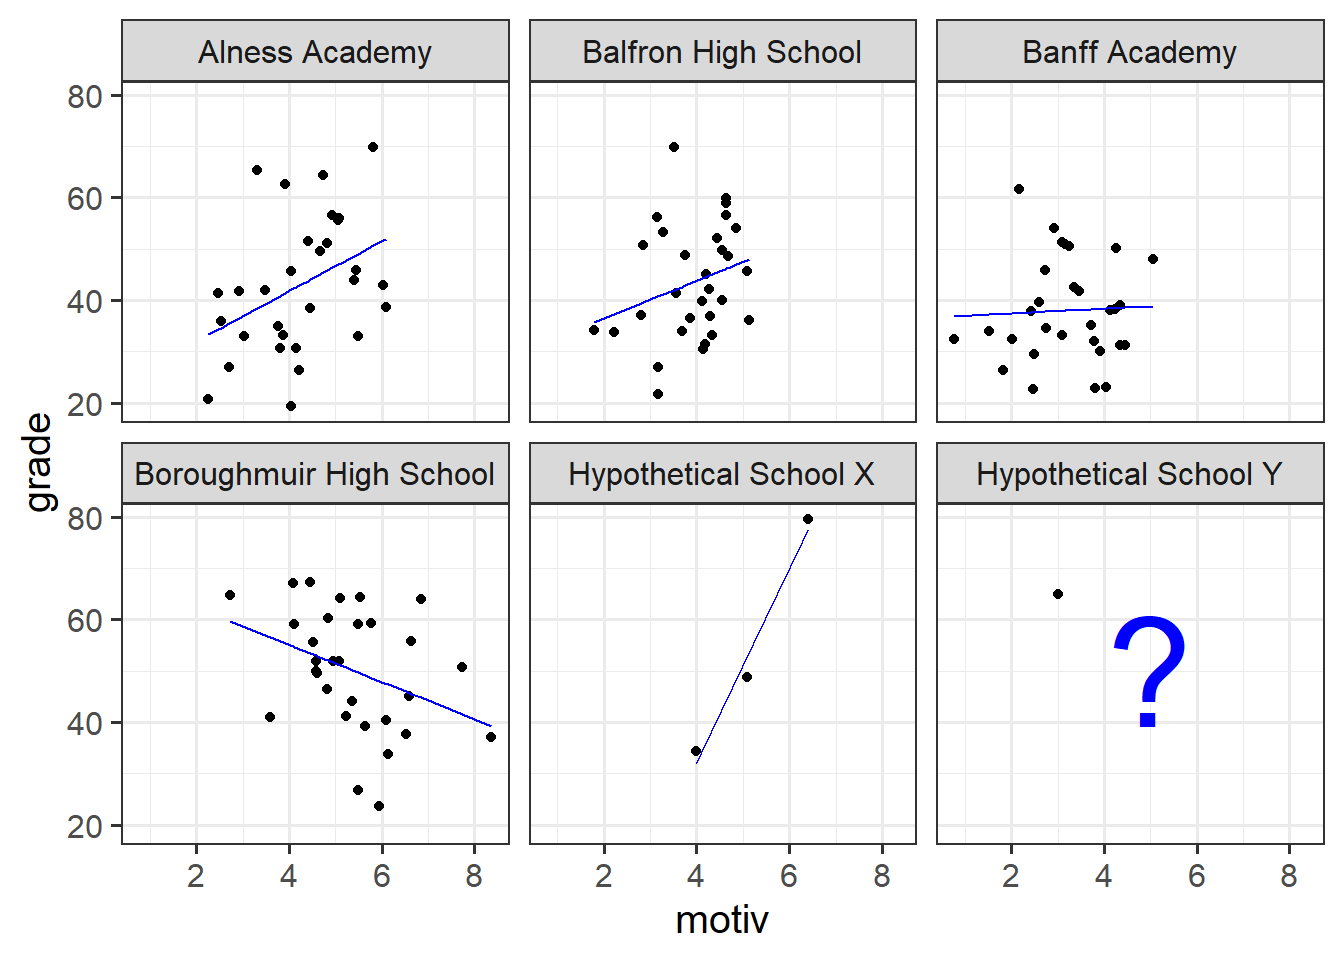 Alness Academy
Balfron High School
Banff Academy
80
60
40
20
grade
Boroughmuir High School
Hypothetical School X
Hypothetical School Y
80
60
40
20
?
2 4 6 8
2 4 6 8
2 4 6 8
motiv